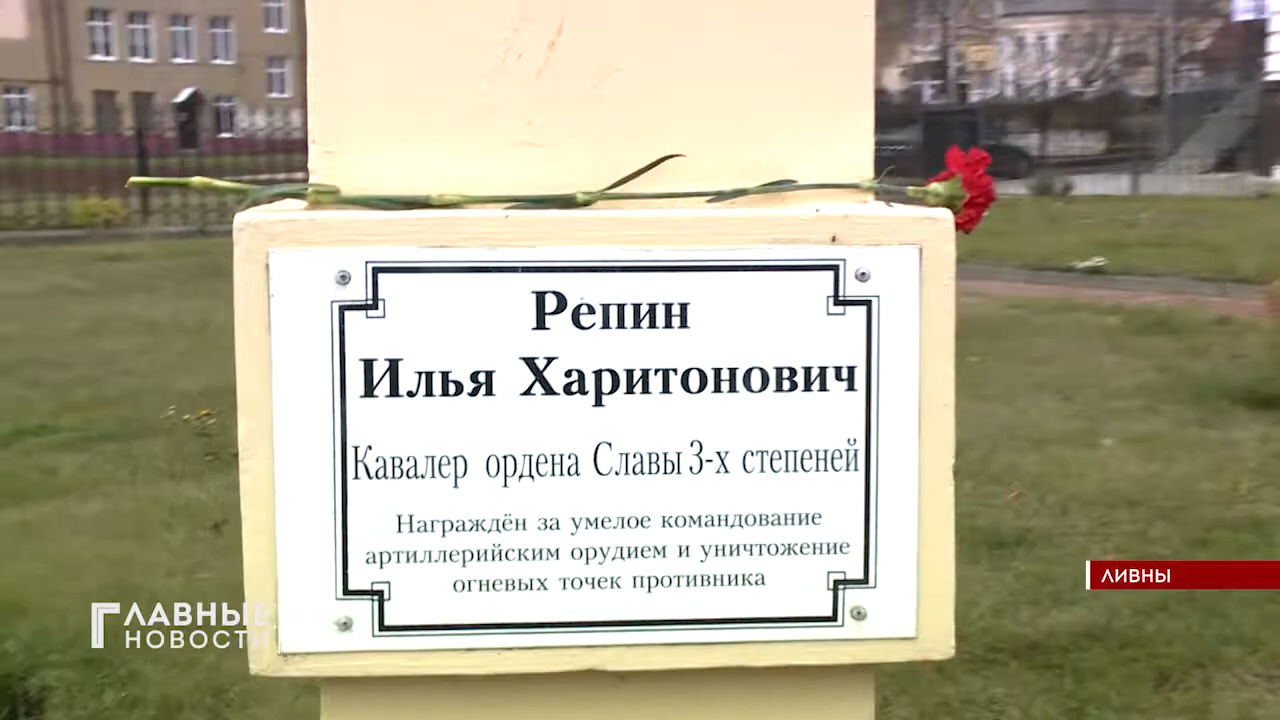 Репин
Илья Харитонович
Кавалер ордена Славы 3-х степеней
Награждён за умелое командование
артиллерийским орудием и уничтожение
огневых точек противника
ЛИВНЫ
ГЛАВНЫЕ
НОВОСТИ